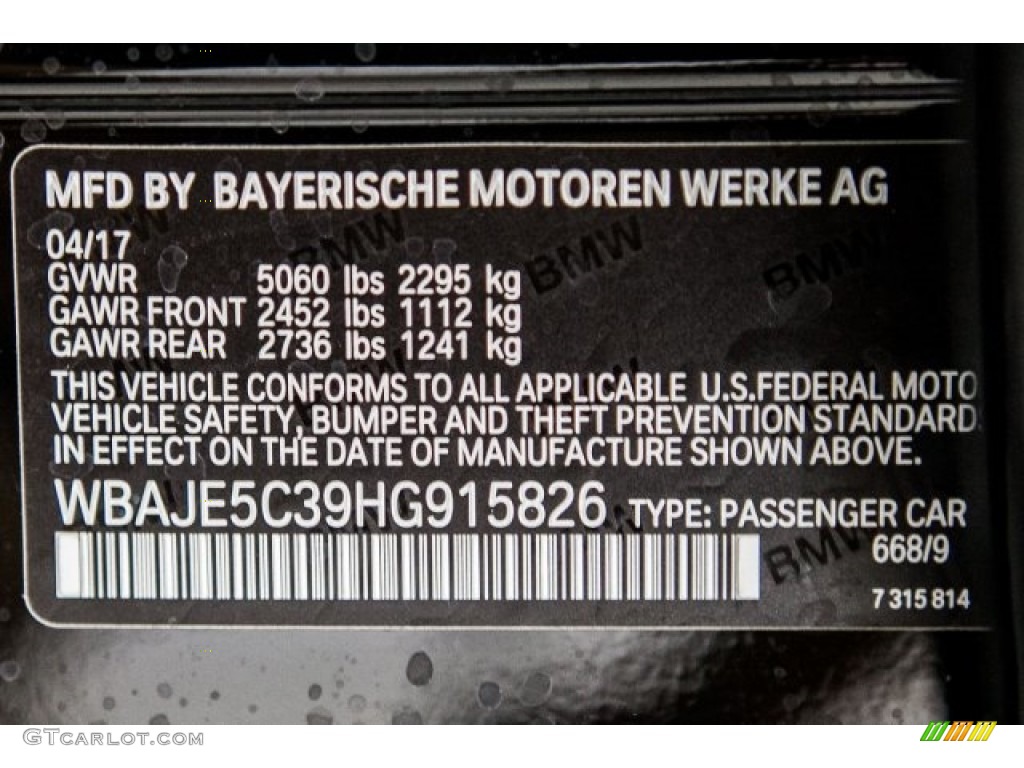 MFD BY BAYERISCHE MOTOREN WERKE AG
04/17
GVWR 5060 lbs 2295 kg
GAWR FRONT 2452 lbs 1112 kg
GAWR REAR 2736 lbs 1241 kg
THIS VEHICLE CONFORMS TO ALL APPLICABLE U.S.FEDERAL MOTO
VEHICLE SAFETY, BUMPER AND THEFT PREVENTION STANDARD
IN EFFECT ON THE DATE OF MANUFACTURE SHOWN ABOVE.
WBAJE5C39HG915826 TYPE: PASSENGER CAR
668/9
7 315 814
BMW BMW BMW
BMW
GTcarlot.com